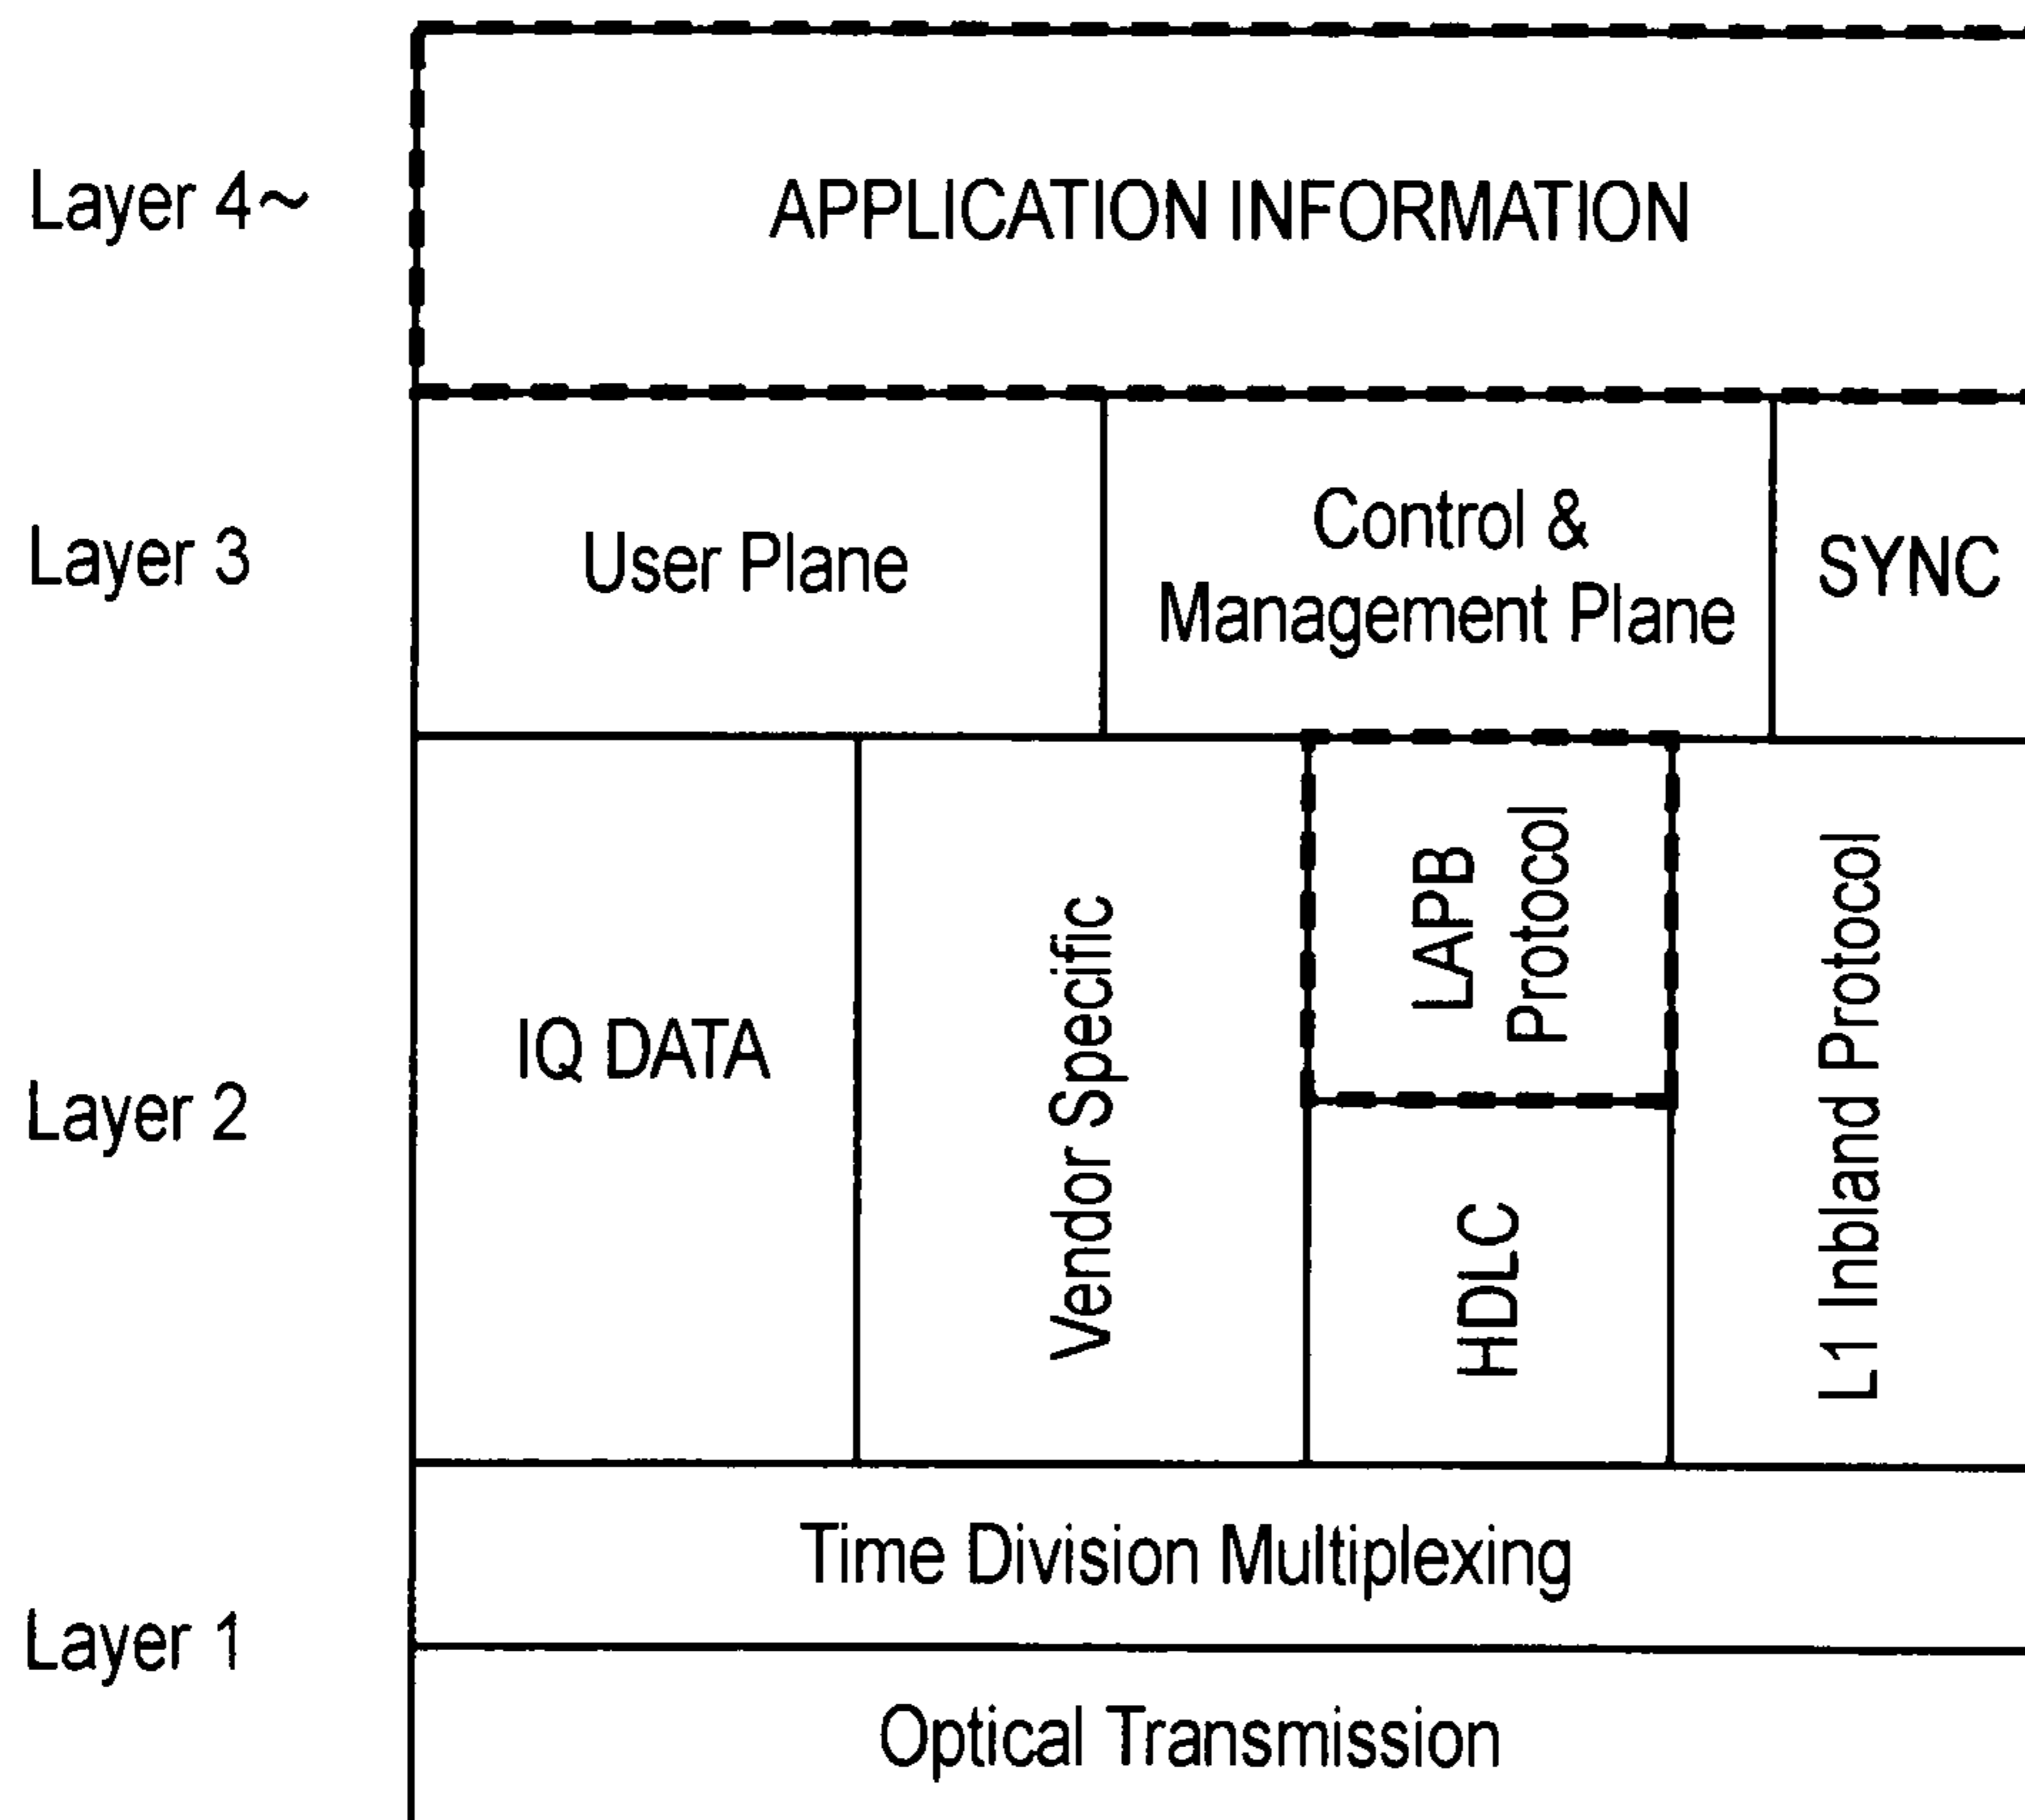 Layer 4~
APPLICATION INFORMATION
Layer 3
User Plane
Control &
Management Plane
SYNC
Layer 2
IQ DATA
Vendor Specific
LAPB
Protocol
HDLC
L1 Inbland Protocol
Layer 1
Time Division Multiplexing
Optical Transmission